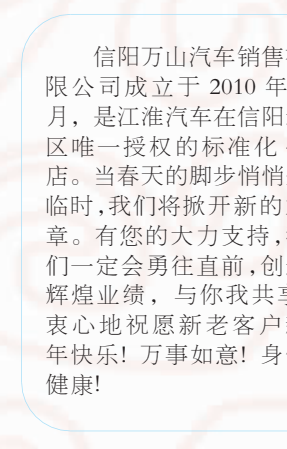 信阳万山汽车销售
限公司成立于 2010 年
月，是江淮汽车在信阳
区唯一授权的标准化
店。当春天的脚步悄悄
临时，我们将掀开新的
章。有您的大力支持，
们一定会勇往直前，创
辉煌业绩，与你我共享
衷心地祝愿新老客户
年快乐！万事如意！身
健康！